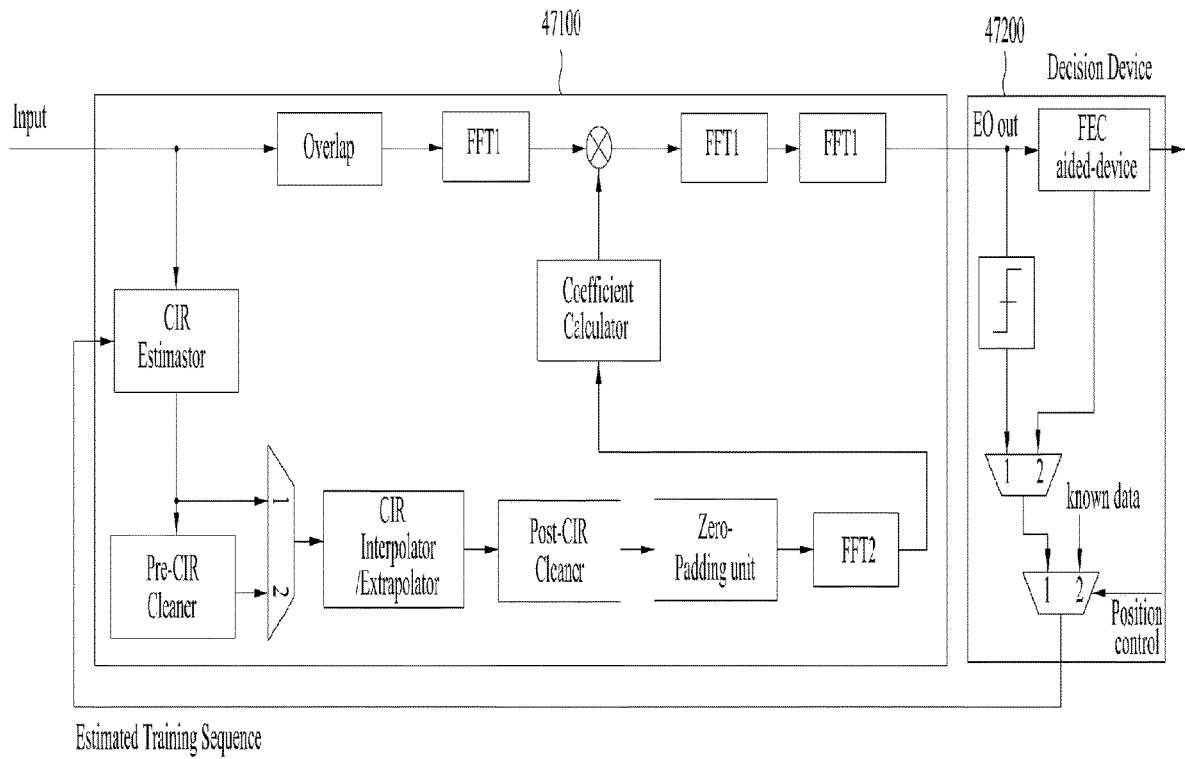 47100
47200
Decision Device
Input
Overlap
FFT1
FFT1
FFT1
EO out
FEC
aided-device
CIR
Estimastor
Coefficient
Calculator
1
2
1
2
known data
Pre-CIR
Cleaner
CIR
Interpolator
/Extrapolator
Post-CIR
Cleaner
Zero-
Padding unit
FFT2
1
2
Position
control
Estimated Training Sequence